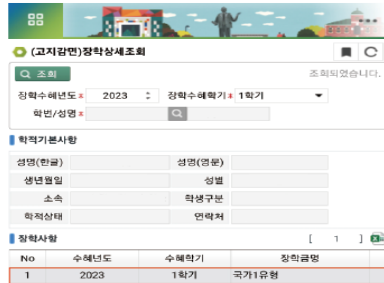 (고지감면)장학상세조회
조회
조회되었습니다.
장학수혜년도* 2023 장학수혜학기* 1학기
학번/성명*
학적기본사항
성명(한글) 성명(영문)
생년월일 성별
소속 학생구분
학적상태 연락처
장학사항 [ 1 ]
No 수혜년도 수혜학기 장학금명
1 2023 1학기 국가1유형